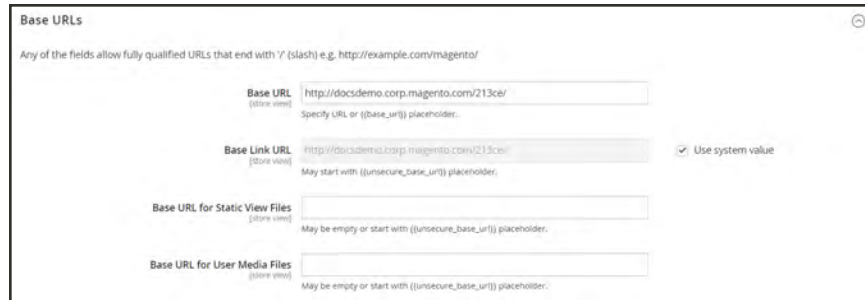 Base URLs
Any of the fields allow fully qualified URLs that end with '/' (slash) e.g. http://example.com/magento/
Base URL http://docsdemo.corp.magento.com/213ce/
[store view]
Specify URL or {{base_url}} placeholder.
Base Link URL http://docsdemo.corp.magento.com/213ce/ Use system value
[store view]
May start with {{unsecure_base_url}} placeholder.
Base URL for Static View Files
[store view]
May be empty or start with {{unsecure_base_url}} placeholder.
Base URL for User Media Files
[store view]
May be empty or start with {{unsecure_base_url}} placeholder.